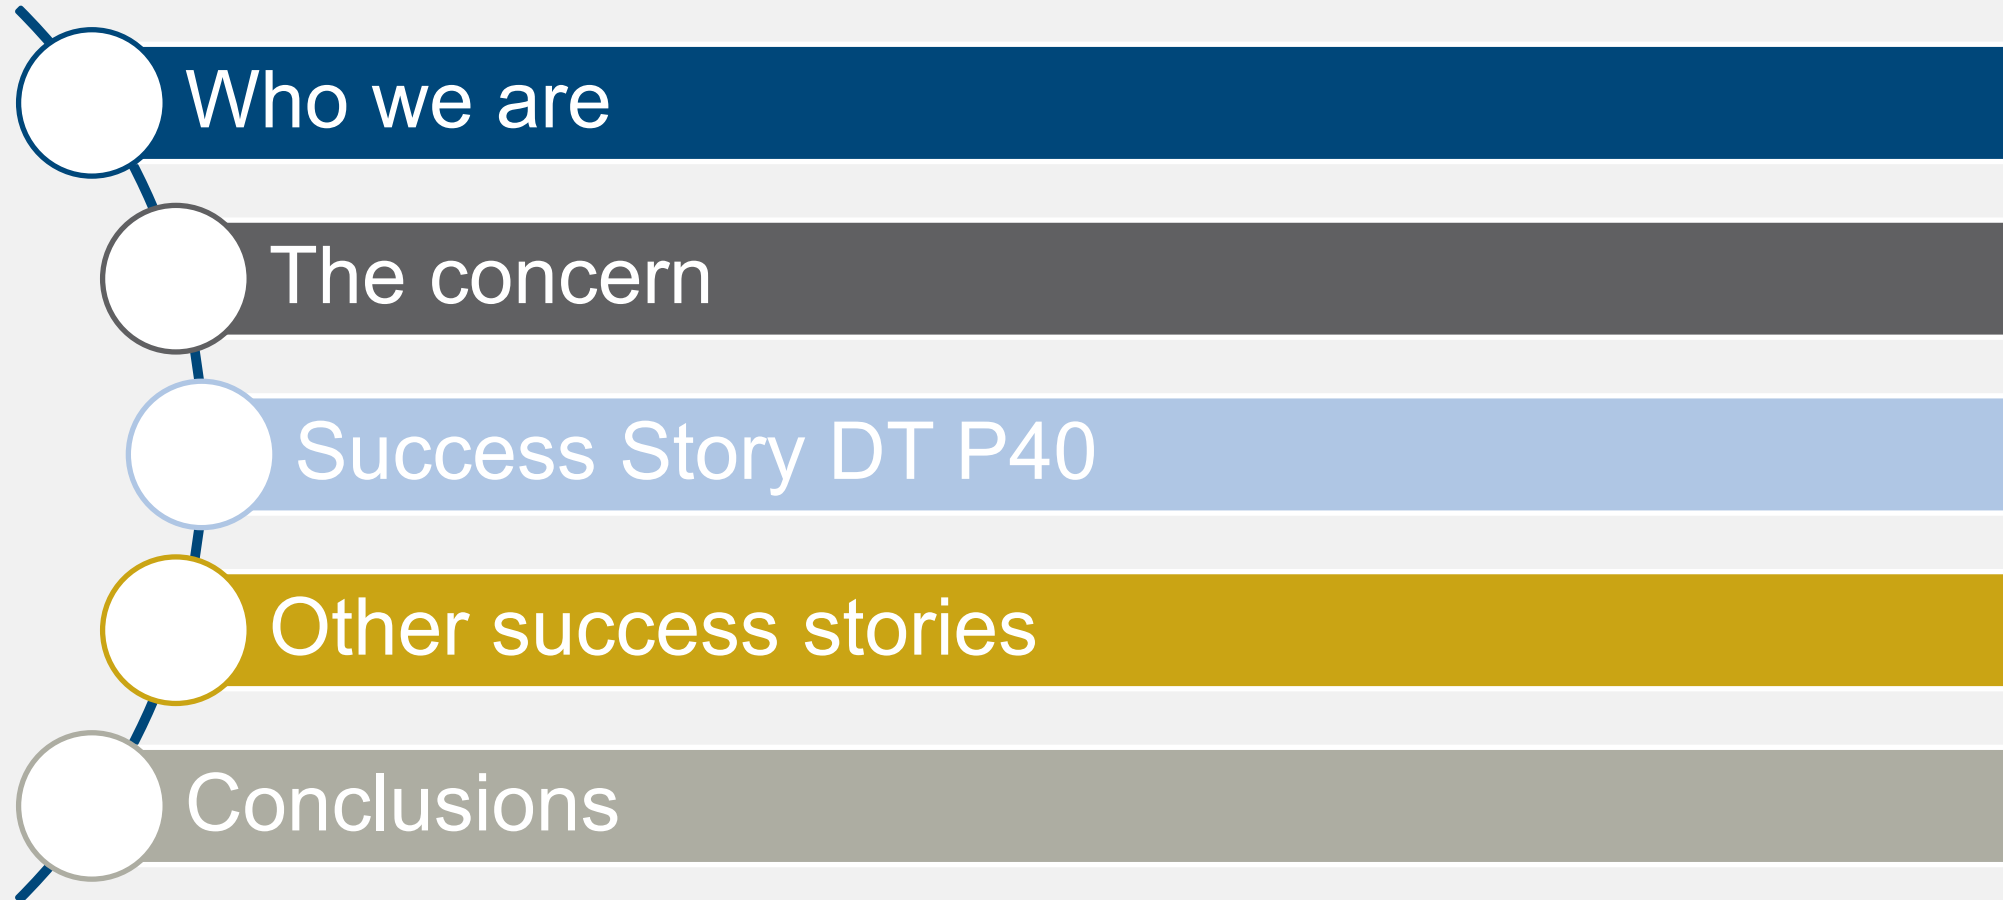 Who we are
The concern
Success Story DT P40
Other success stories
Conclusions